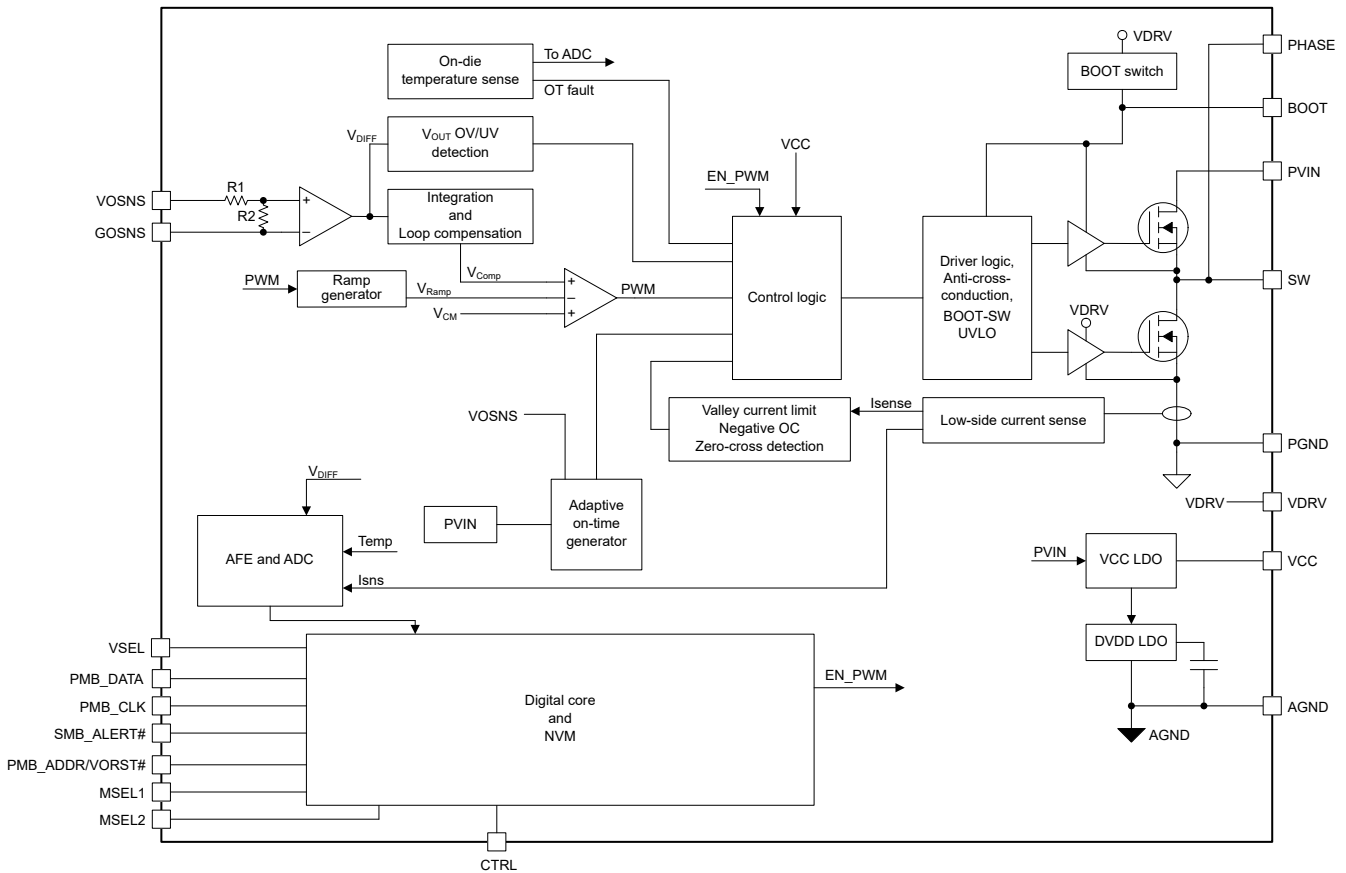 VDRV
PHASE
On-die
temperature sense
To ADC
OT fault
BOOT switch
BOOT
VDIFF
VOUT OV/UV
detection
VCC
EN_PWM
PVIN
VOSNS
R1
R2
GOSNS
+
−
Integration
and
Loop compensation
VComp
PWM
Ramp
generator
VRamp
VCM
+
−
+
PWM
Control logic
Driver logic,
Anti-cross-
conduction,
BOOT-SW
UVLO
SW
VDRV
VOSNS
Valley current limit
Negative OC
Zero-cross detection
Isense
Low-side current sense
PGND
VDIFF
PVIN
Adaptive
on-time
generator
VDRV
VDRV
AFE and ADC
Temp
Isns
PVIN
VCC LDO
VCC
DVDD LDO
VSEL
PMB_DATA
PMB_CLK
SMB_ALERT#
PMB_ADDR/VORST#
MSEL1
MSEL2
Digital core
and
NVM
EN_PWM
AGND
AGND
CTRL